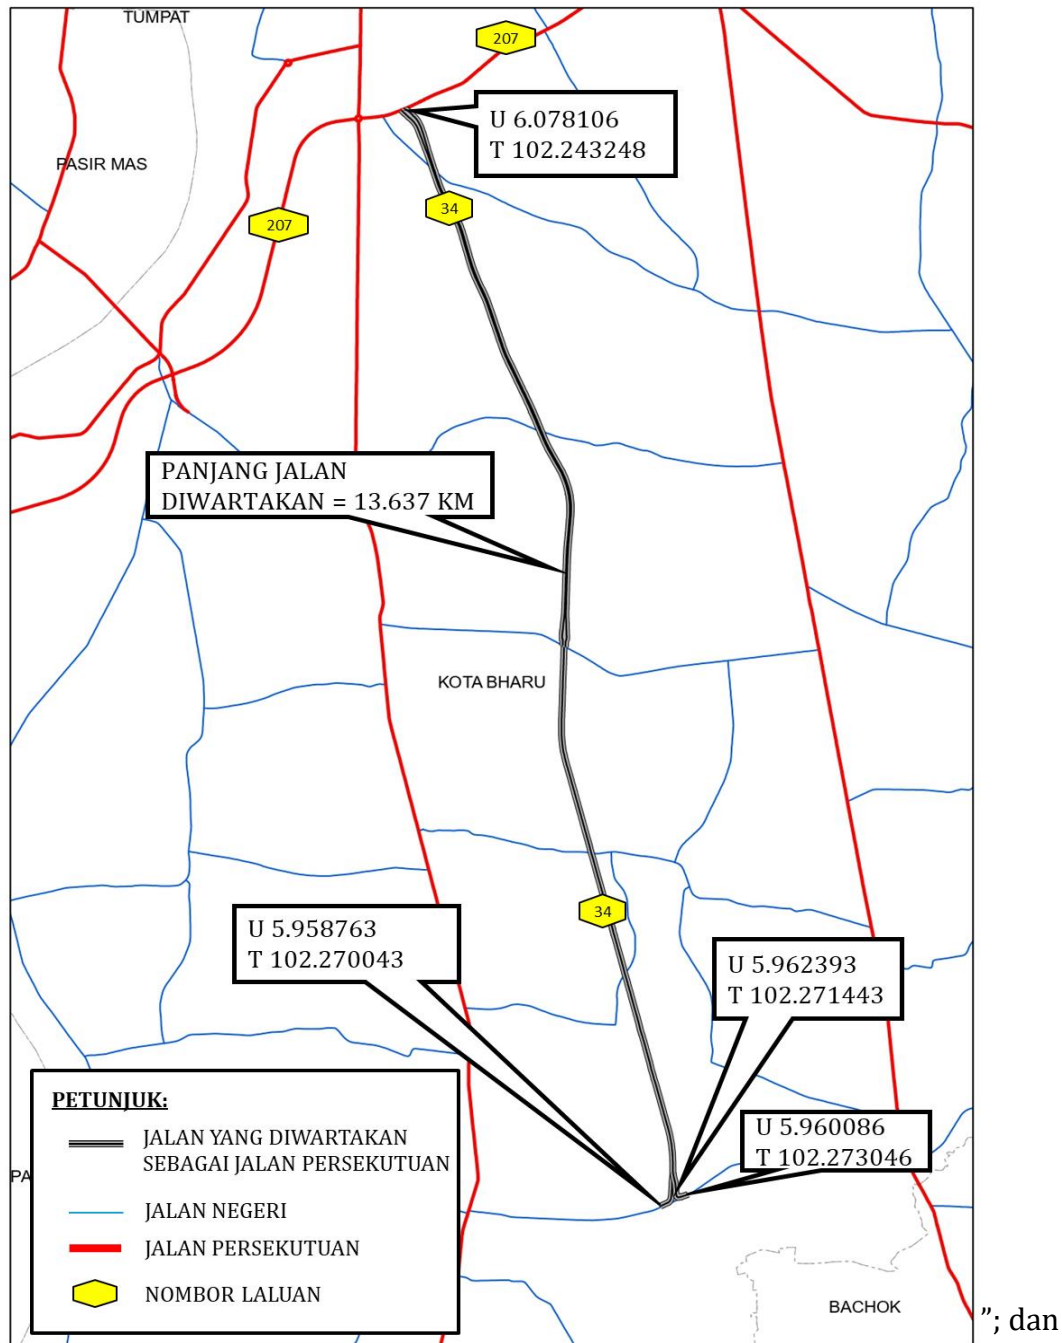 TUMPAT
207
U 6.078106
T 102.243248
PASIR MAS
34
207
PANJANG JALAN
DIWARTAKAN = 13.637 KM
KOTA BHARU
34
U 5.958763
T 102.270043
U 5.962393
T 102.271443
U 5.960086
T 102.273046
PETUNJUK:
JALAN YANG DIWARTAKAN
SEBAGAI JALAN PERSEKUTUAN
PA
JALAN NEGERI
JALAN PERSEKUTUAN
NOMBOR LALUAN
BACHOK
”; dan